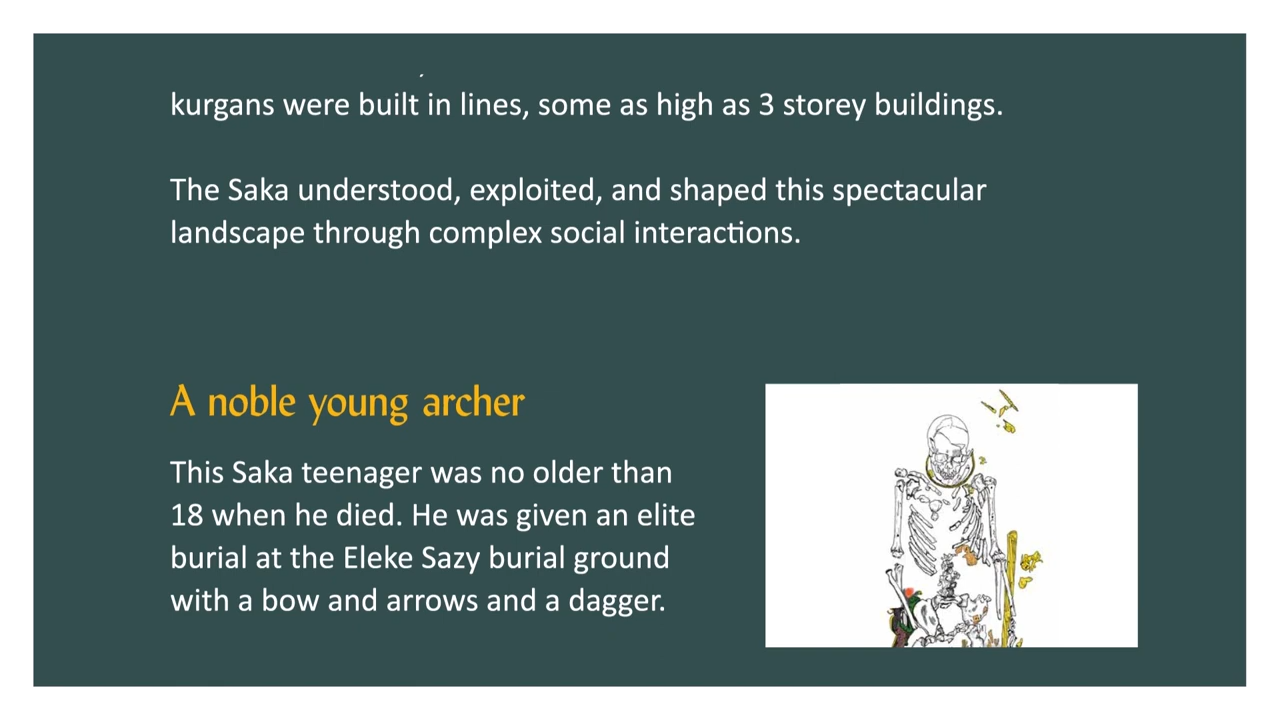 kurgans were built in lines, some as high as 3 storey buildings.
The Saka understood, exploited, and shaped this spectacular
landscape through complex social interactions.
A noble young archer
This Saka teenager was no older than
18 when he died. He was given an elite
burial at the Eleke Sazy burial ground
with a bow and arrows and a dagger.